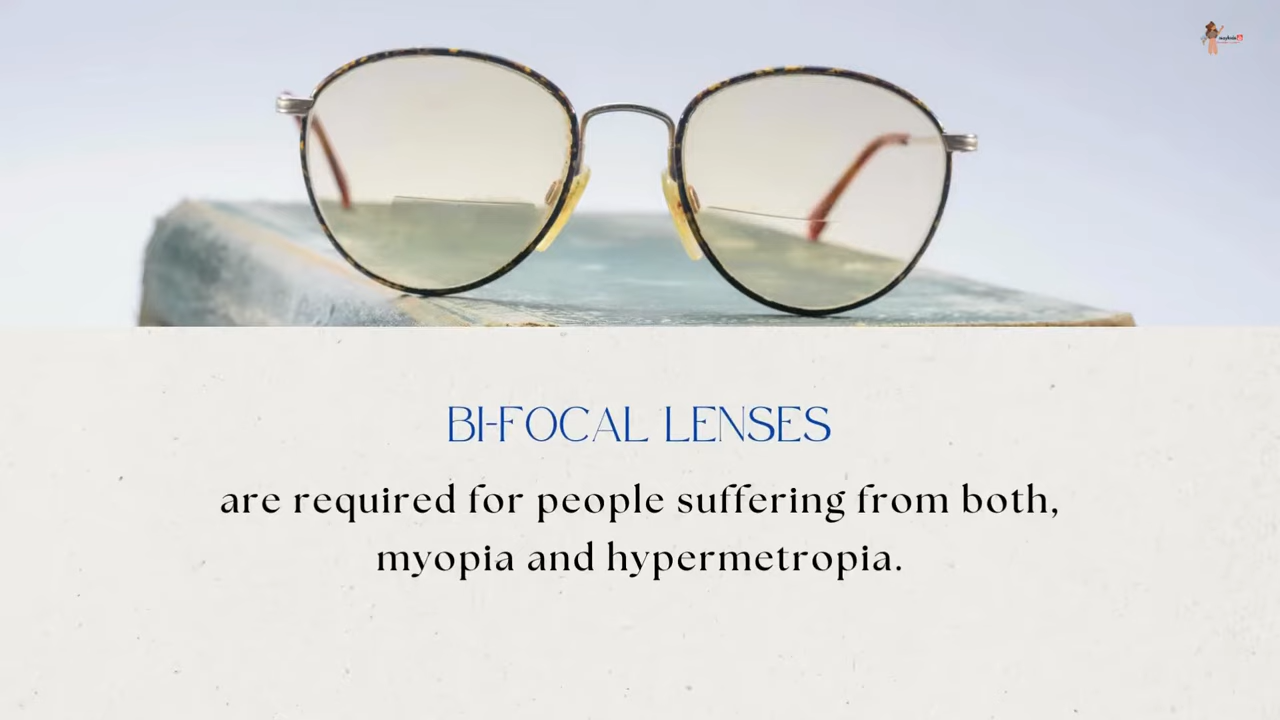 BI-FOCAL LENSES
are required for people suffering from both,
myopia and hypermetropia.